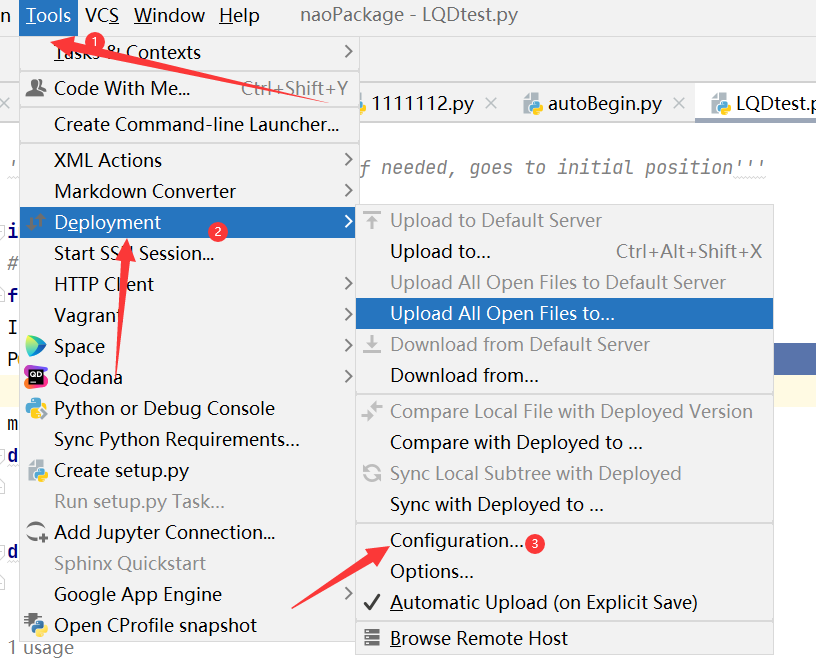 n Tools VCS Window Help naoPackage - LQDtest.py
1
Tasks & Contexts
Code With Me... Ctrl+Shift+Y
1111112.py autoBegin.py LQDtest.p
Create Command-line Launcher...
XML Actions
' f needed, goes to initial position'''
Markdown Converter
Deployment 2
i
Upload to Default Server
Start SSH Session...
Upload to... Ctrl+Alt+Shift+X
#
HTTP Client
Upload All Open Files to Default Server
f
Vagrant
Upload All Open Files to...
I
Space
Download from Default Server
P
Qodana
Download from...
Python or Debug Console
Compare Local File with Deployed Version
m
Sync Python Requirements...
Compare with Deployed to ...
d
Create setup.py
Sync Local Subtree with Deployed
Run setup.py Task...
Sync with Deployed to ...
Add Jupyter Connection...
Configuration... 3
d
Sphinx Quickstart
Options...
Google App Engine
Automatic Upload (on Explicit Save)
Open CProfile snapshot
Browse Remote Host
1 usage